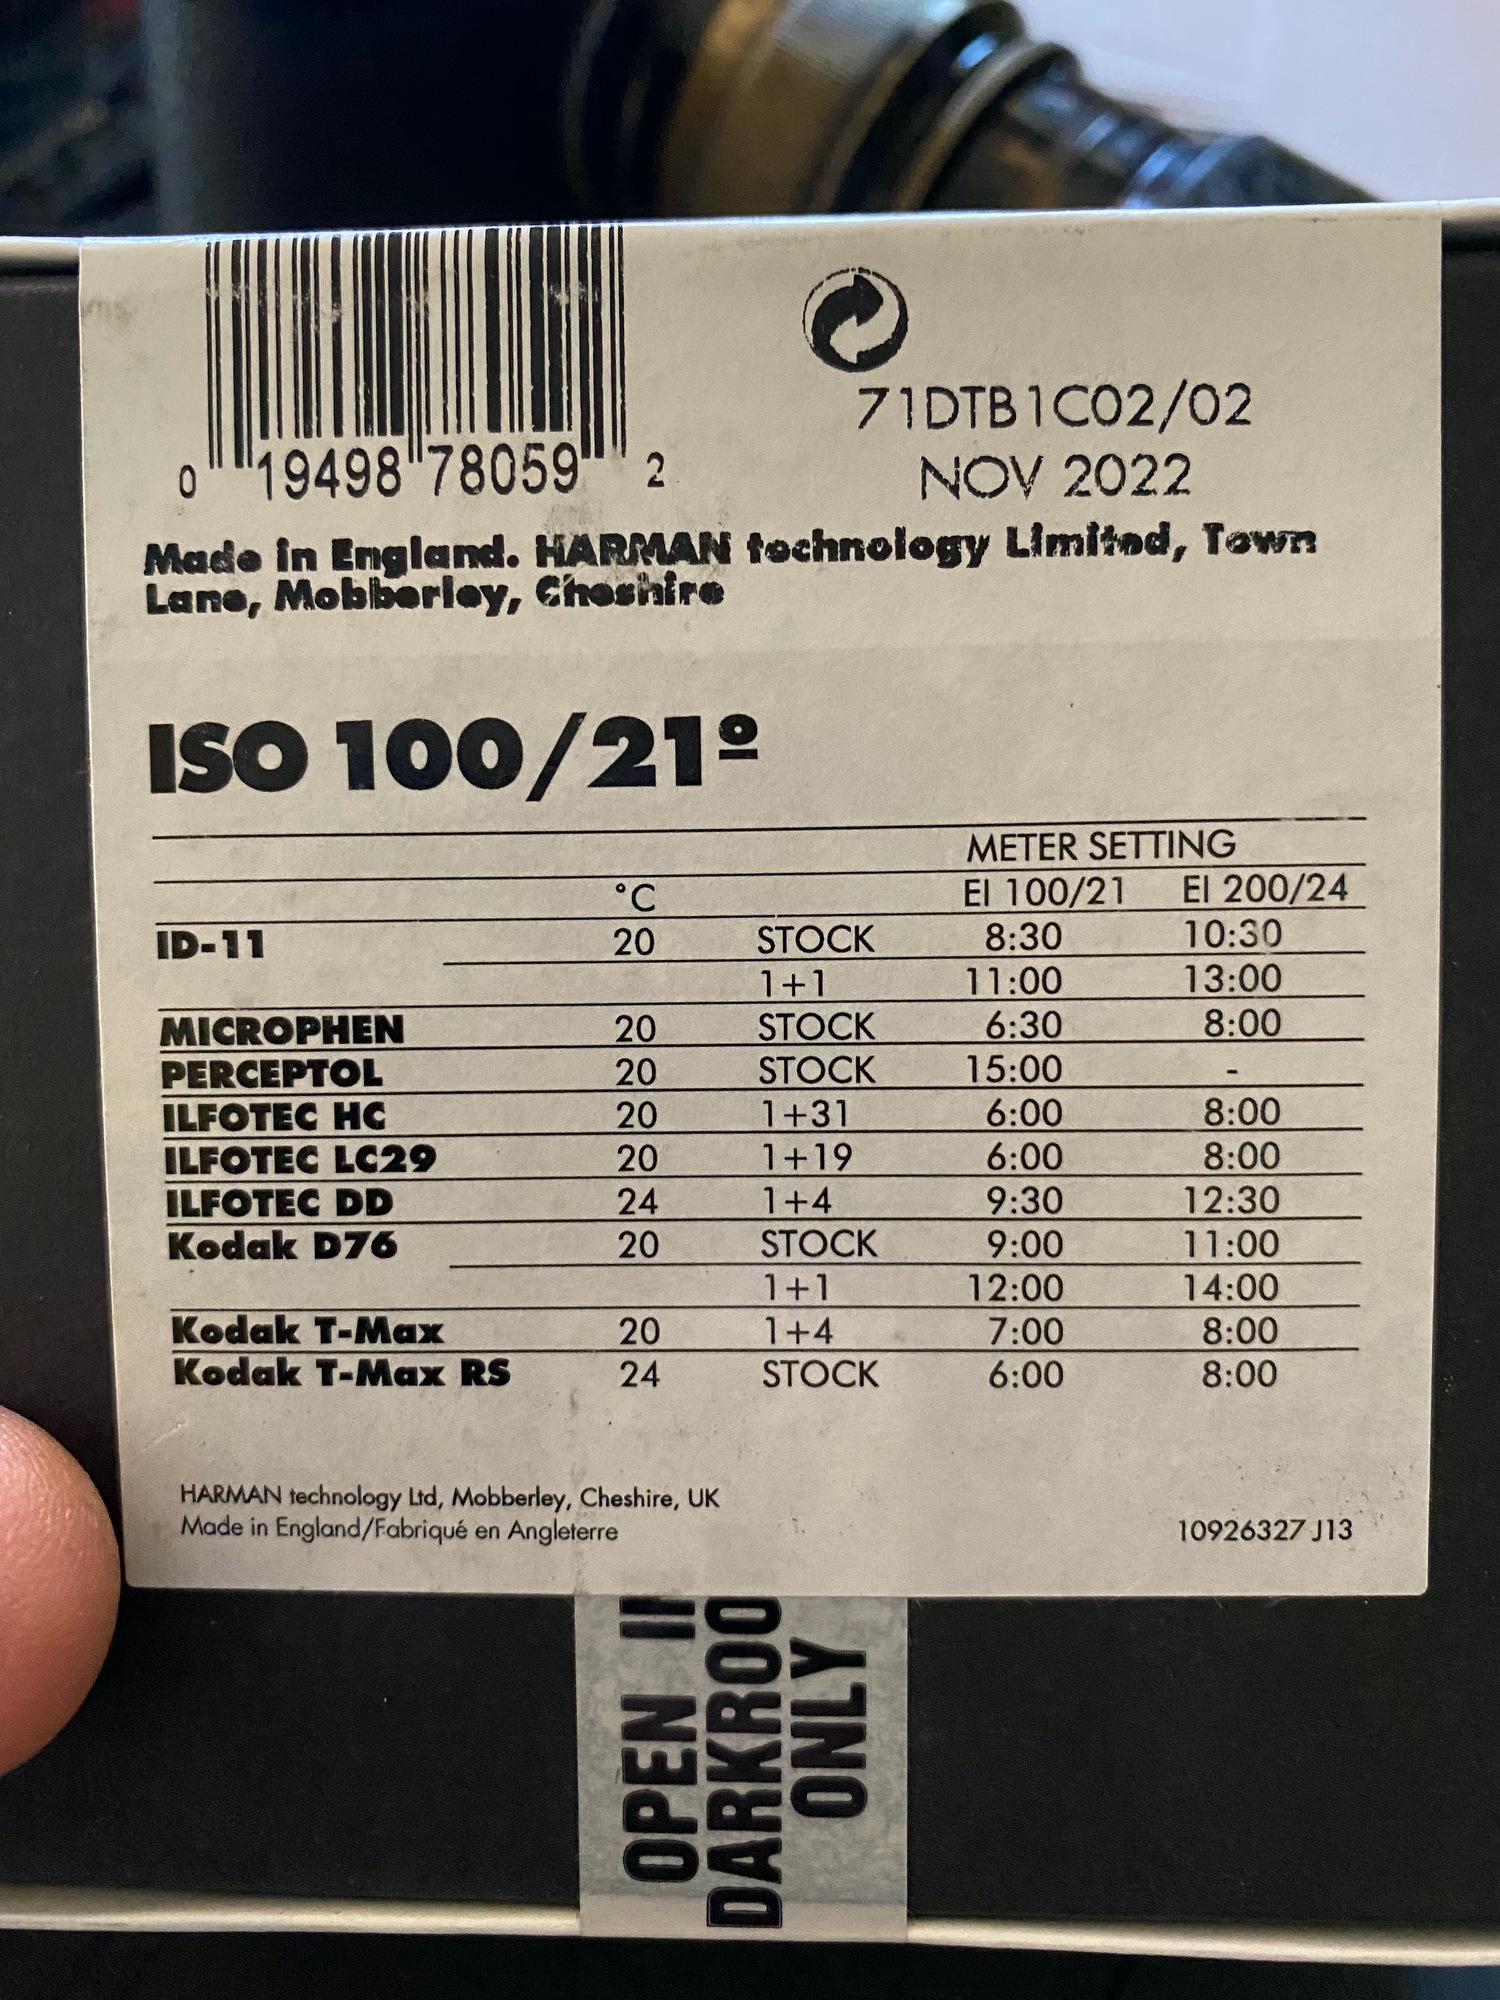 0 19498 78059 2
71DTB1C02/02
NOV 2022
Made in England. HARMAN technology Limited, Town
Lane, Mobberley, Cheshire
ISO 100/21º
METER SETTING
°C EI 100/21 EI 200/24
ID-11 20 STOCK 8:30 10:30
1+1 11:00 13:00
MICROPHEN 20 STOCK 6:30 8:00
PERCEPTOL 20 STOCK 15:00 -
ILFOTEC HC 20 1+31 6:00 8:00
ILFOTEC LC29 20 1+19 6:00 8:00
ILFOTEC DD 24 1+4 9:30 12:30
Kodak D76 20 STOCK 9:00 11:00
1+1 12:00 14:00
Kodak T-Max 20 1+4 7:00 8:00
Kodak T-Max RS 24 STOCK 6:00 8:00
HARMAN technology Ltd, Mobberley, Cheshire, UK
Made in England/Fabriqué en Angleterre
10926327 J13
OPEN IN
DARKROO
ONLY